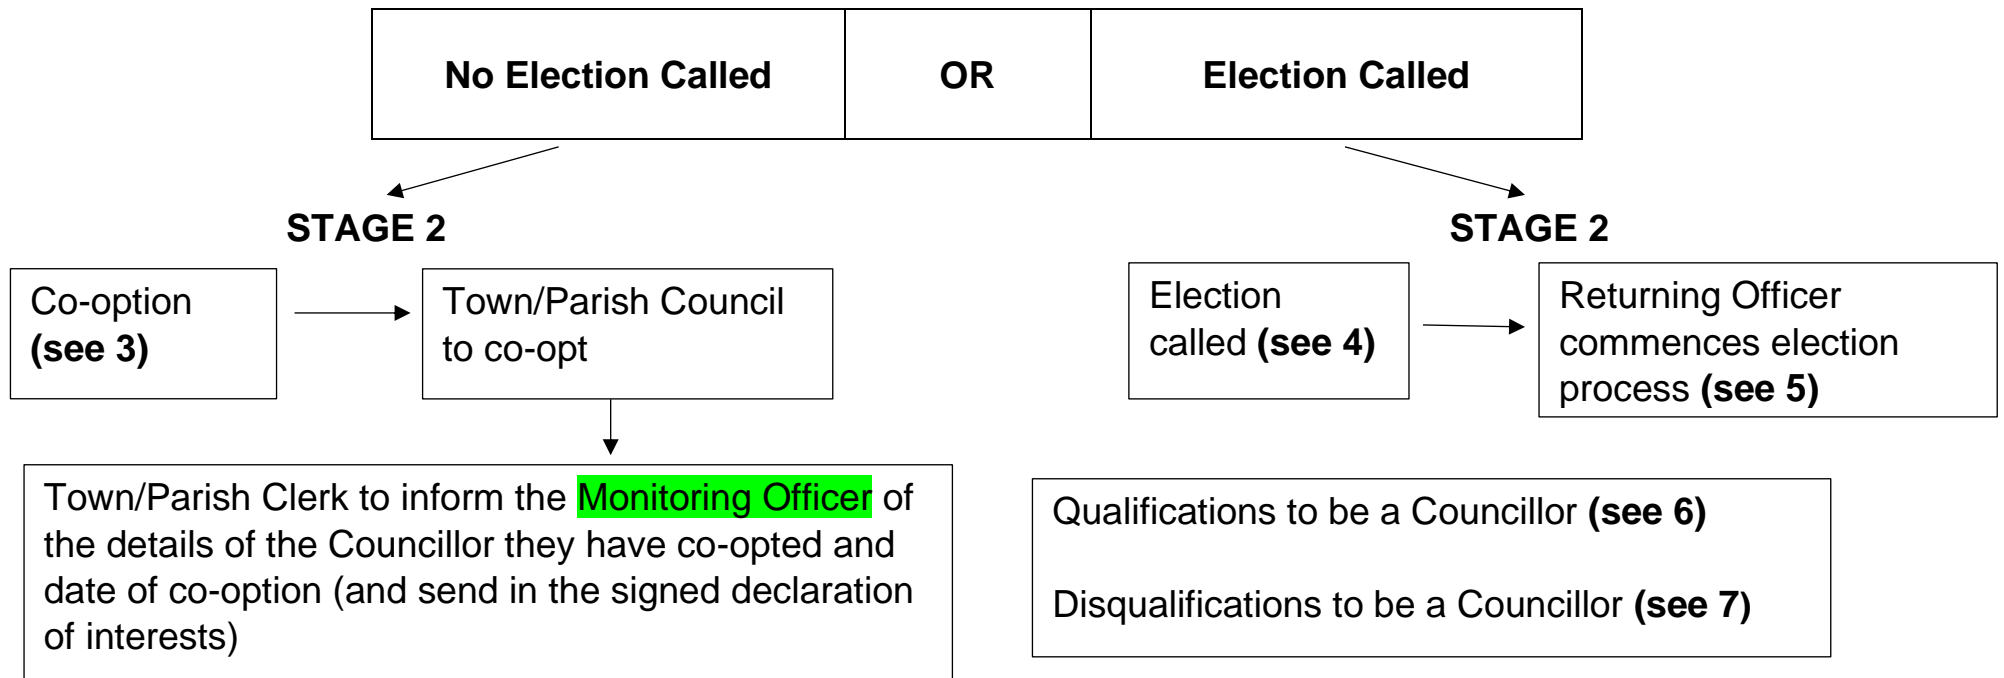 No Election Called
OR
Election Called
STAGE 2
STAGE 2
Co-option
(see 3)
Town/Parish Council
to co-opt
Election
called (see 4)
Returning Officer
commences election
process (see 5)
Town/Parish Clerk to inform the Monitoring Officer of
the details of the Councillor they have co-opted and
date of co-option (and send in the signed declaration
of interests)
Qualifications to be a Councillor (see 6)
Disqualifications to be a Councillor (see 7)